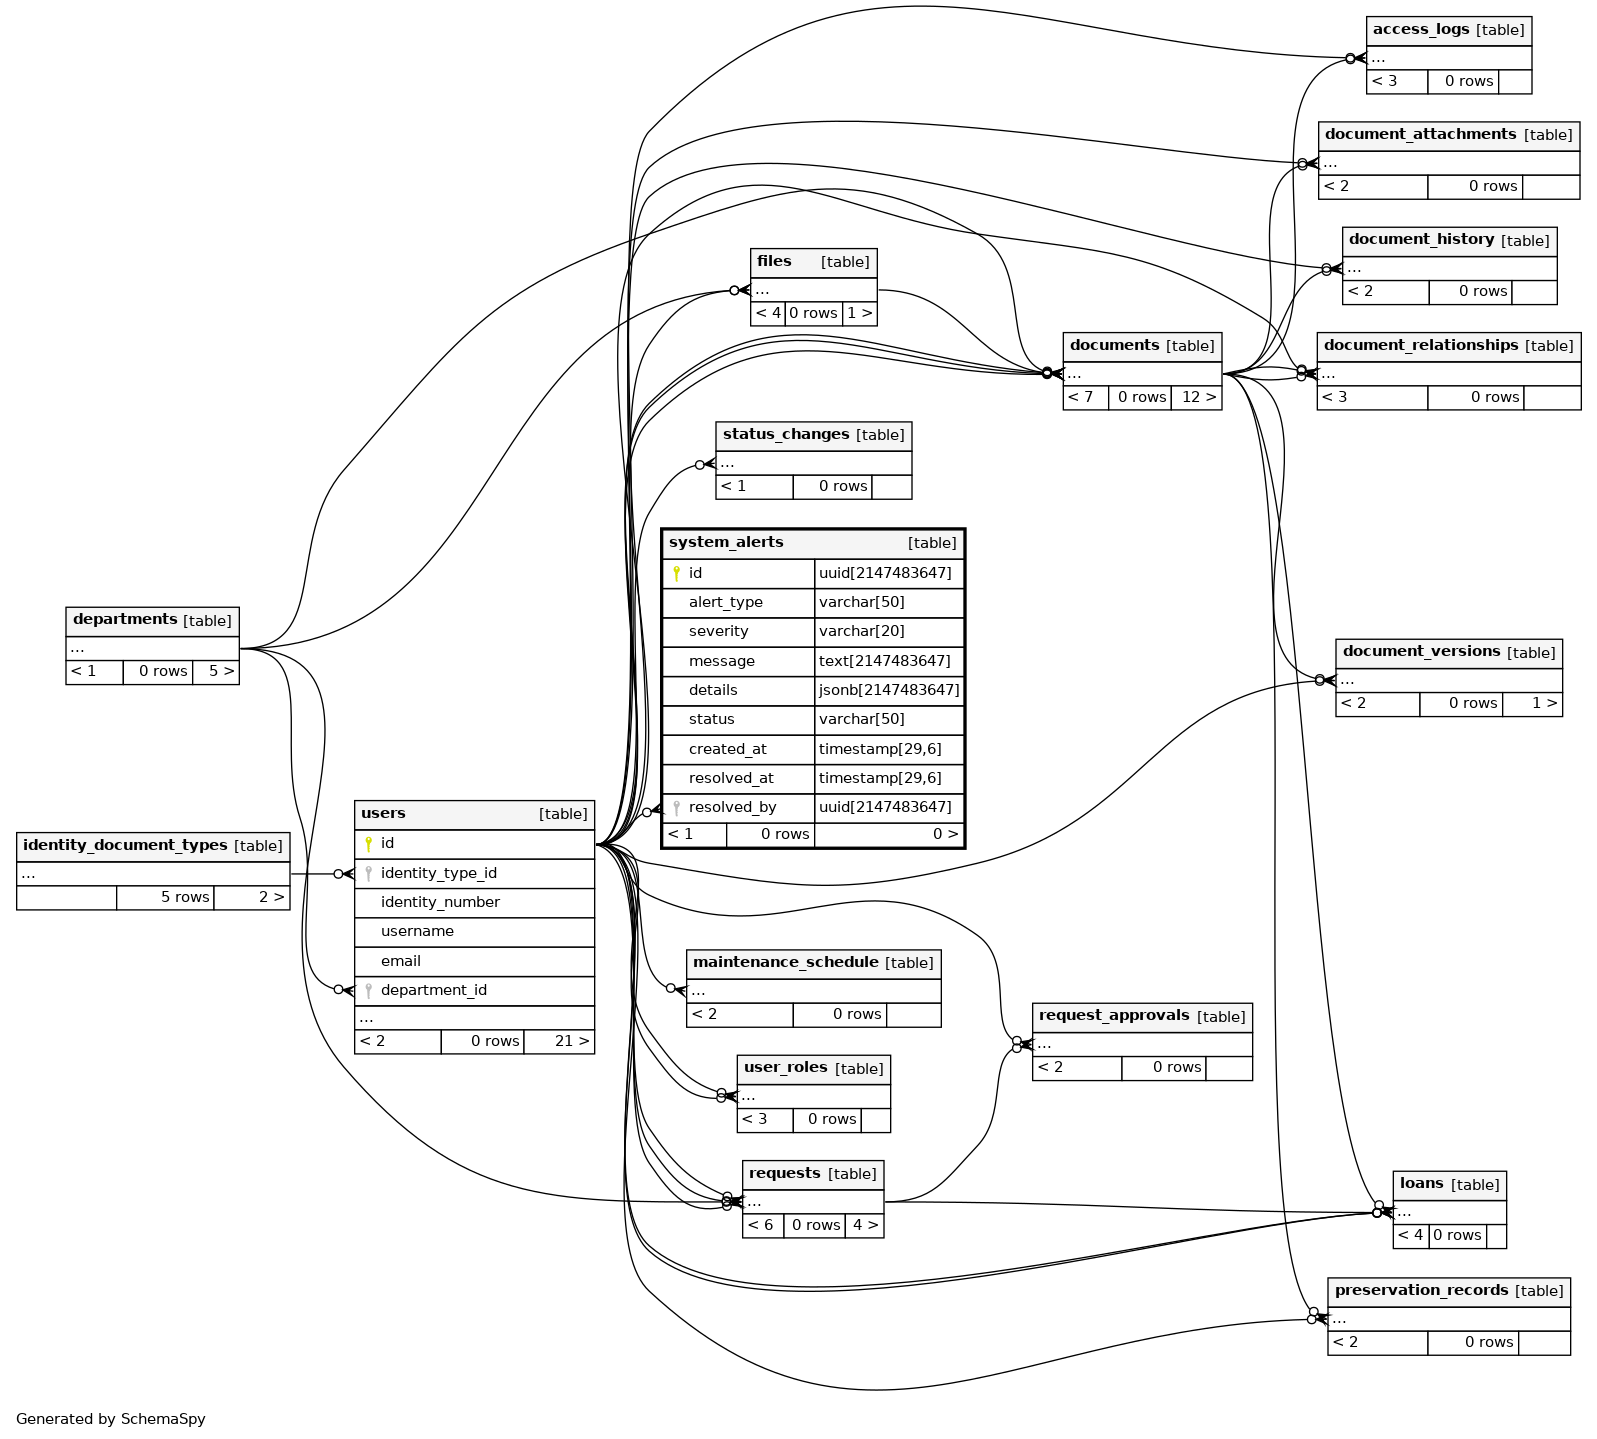 access_logs [table]
...
< 3 0 rows
document_attachments [table]
...
< 2 0 rows
document_history [table]
...
< 2 0 rows
files [table]
...
< 4 0 rows 1 >
documents [table]
...
< 7 0 rows 12 >
document_relationships [table]
...
< 3 0 rows
status_changes [table]
...
< 1 0 rows
system_alerts [table]
id uuid[2147483647]
alert_type varchar[50]
severity varchar[20]
message text[2147483647]
details jsonb[2147483647]
status varchar[50]
created_at timestamp[29,6]
resolved_at timestamp[29,6]
resolved_by uuid[2147483647]
< 1 0 rows 0 >
departments [table]
...
< 1 0 rows 5 >
document_versions [table]
...
< 2 0 rows 1 >
identity_document_types [table]
...
5 rows 2 >
users [table]
id
identity_type_id
identity_number
username
email
department_id
...
< 2 0 rows 21 >
maintenance_schedule [table]
...
< 2 0 rows
request_approvals [table]
...
< 2 0 rows
user_roles [table]
...
< 3 0 rows
requests [table]
...
< 6 0 rows 4 >
loans [table]
...
< 4 0 rows
preservation_records [table]
...
< 2 0 rows
Generated by SchemaSpy